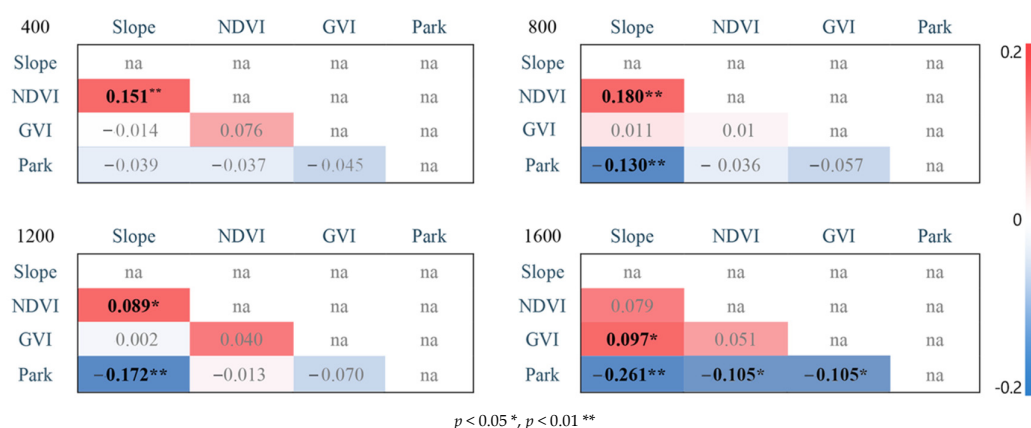 400 Slope NDVI GVI Park
Slope na na na na
NDVI 0.151** na na na
GVI −0.014 0.076 na na
Park −0.039 −0.037 −0.045 na
800 Slope NDVI GVI Park
Slope na na na na
NDVI 0.180** na na na
GVI 0.011 0.01 na na
Park −0.130** − 0.036 −0.057 na
1200 Slope NDVI GVI Park
Slope na na na na
NDVI 0.089* na na na
GVI 0.002 0.040 na na
Park −0.172** −0.013 −0.070 na
1600 Slope NDVI GVI Park
Slope na na na na
NDVI 0.079 na na na
GVI 0.097* 0.051 na na
Park −0.261** −0.105* −0.105* na
0.2
0
-0.2
p < 0.05 *, p < 0.01 **